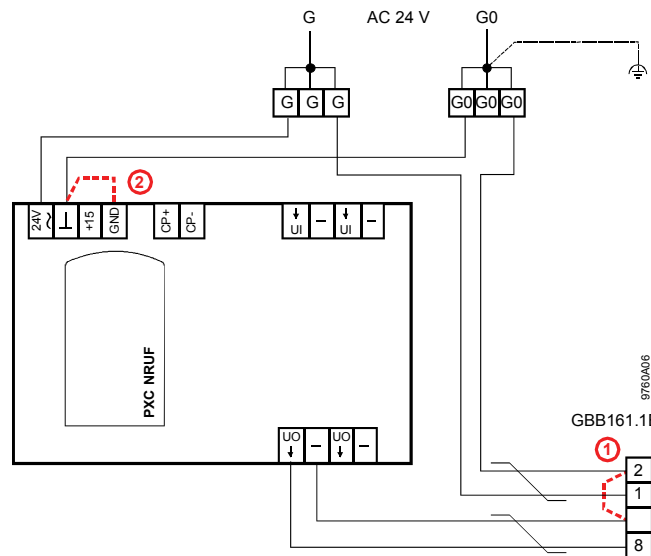 G AC 24 V G0
G G G G0 G0 G0
2
24V ~ ⊥ +15 GND CP+ CP- ↓ UI − ↓ UI −
PXC NRUF
9760A06
GBB161.1
UO ↓ − UO ↓ −
1
2
1
8